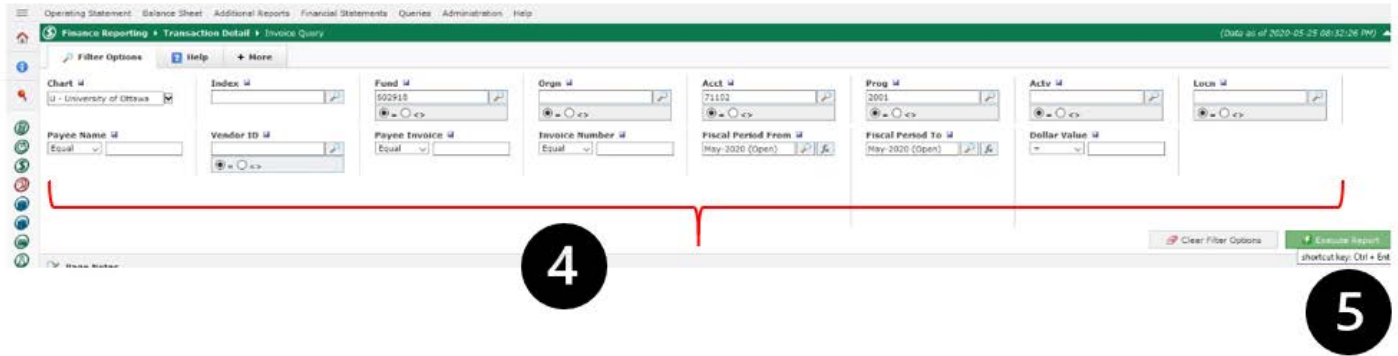 Operating Statement Balance Sheet Additional Reports Financial Statements Queries Administration Help
Finance Reporting Transaction Detail Invoice Query (Data as of 2020-05-25 08:32:26 PM)
Filter Options Help + More
Chart Index Fund Orgn Acct Prog Actv Locn
U - University of Ottawa 602918 71102 2001
= <> = <> = <> = <> = <> = <>
Payee Name Vendor ID Payee Invoice Invoice Number Fiscal Period From Fiscal Period To Dollar Value
Equal Equal Equal May-2020 (Open) May-2020 (Open) =
= <>
Clear Filter Options Execute Report
shortcut key: Ctrl + Ent
Page Notes
4
5